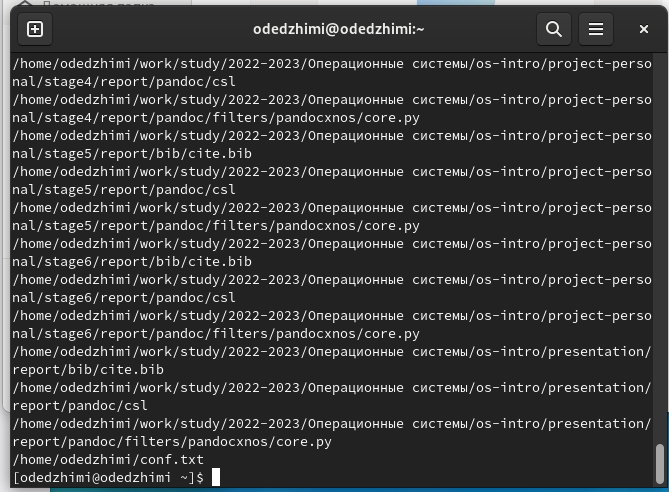 Домашняя папка
odedzhimi@odedzhimi:~
/home/odedzhimi/work/study/2022-2023/Операционные системы/os-intro/project-perso
nal/stage4/report/pandoc/csl
/home/odedzhimi/work/study/2022-2023/Операционные системы/os-intro/project-perso
nal/stage4/report/pandoc/filters/pandocxnos/core.py
/home/odedzhimi/work/study/2022-2023/Операционные системы/os-intro/project-perso
nal/stage5/report/bib/cite.bib
/home/odedzhimi/work/study/2022-2023/Операционные системы/os-intro/project-perso
nal/stage5/report/pandoc/csl
/home/odedzhimi/work/study/2022-2023/Операционные системы/os-intro/project-perso
nal/stage5/report/pandoc/filters/pandocxnos/core.py
/home/odedzhimi/work/study/2022-2023/Операционные системы/os-intro/project-perso
nal/stage6/report/bib/cite.bib
/home/odedzhimi/work/study/2022-2023/Операционные системы/os-intro/project-perso
nal/stage6/report/pandoc/csl
/home/odedzhimi/work/study/2022-2023/Операционные системы/os-intro/project-perso
nal/stage6/report/pandoc/filters/pandocxnos/core.py
/home/odedzhimi/work/study/2022-2023/Операционные системы/os-intro/presentation/
report/bib/cite.bib
/home/odedzhimi/work/study/2022-2023/Операционные системы/os-intro/presentation/
report/pandoc/csl
/home/odedzhimi/work/study/2022-2023/Операционные системы/os-intro/presentation/
report/pandoc/filters/pandocxnos/core.py
/home/odedzhimi/conf.txt
[odedzhimi@odedzhimi ~]$